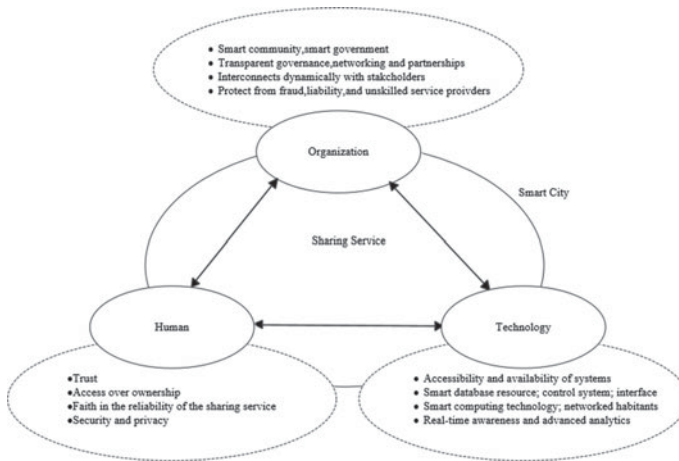 ● Smart community,smart government
● Transparent governance,networking and partnerships
● Interconnects dynamically with stakcholders
● Protect from fraud,liability,and unskilled service proivders
Organization
Smart City
Sharing Service
Human
Technology
●Trust
●Access over ownership
●Faith in the reliability of the sharing service
●Security and privacy
● Accessibility and availability of systems
● Smart database resource; control system; interface
● Smart computing technology; networked habitants
● Real-time awareness and advanced analytics